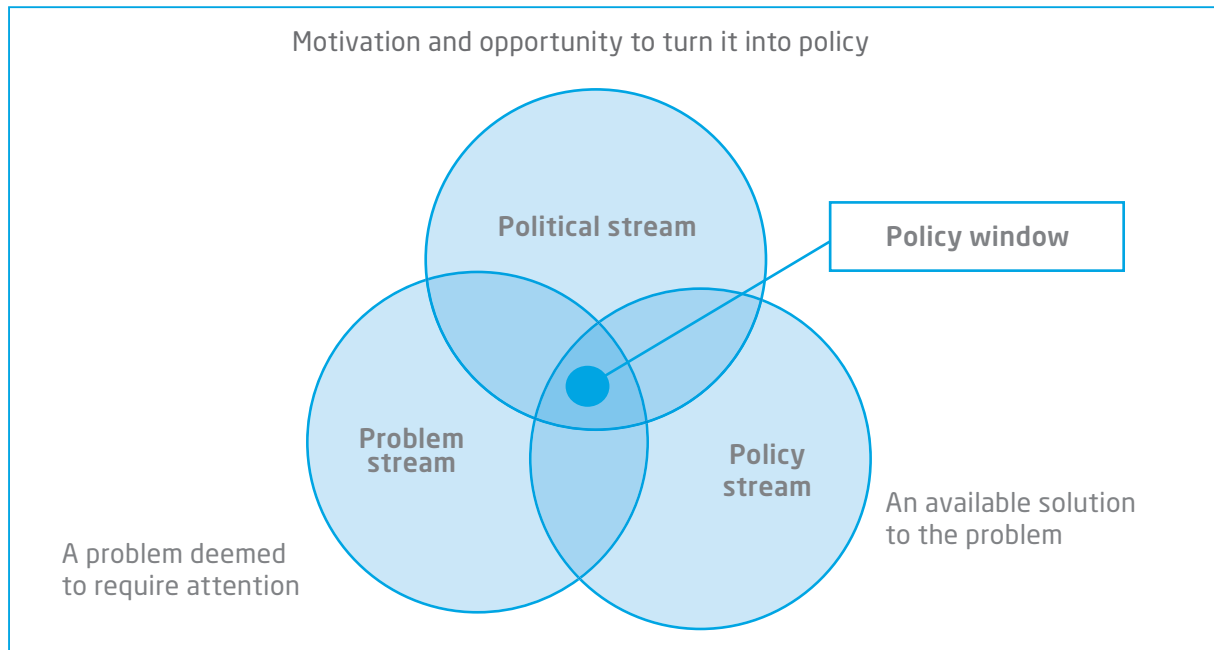 Motivation and opportunity to turn it into policy
Political stream
Policy window
Problem
stream
Policy
stream
An available solution
to the problem
A problem deemed
to require attention